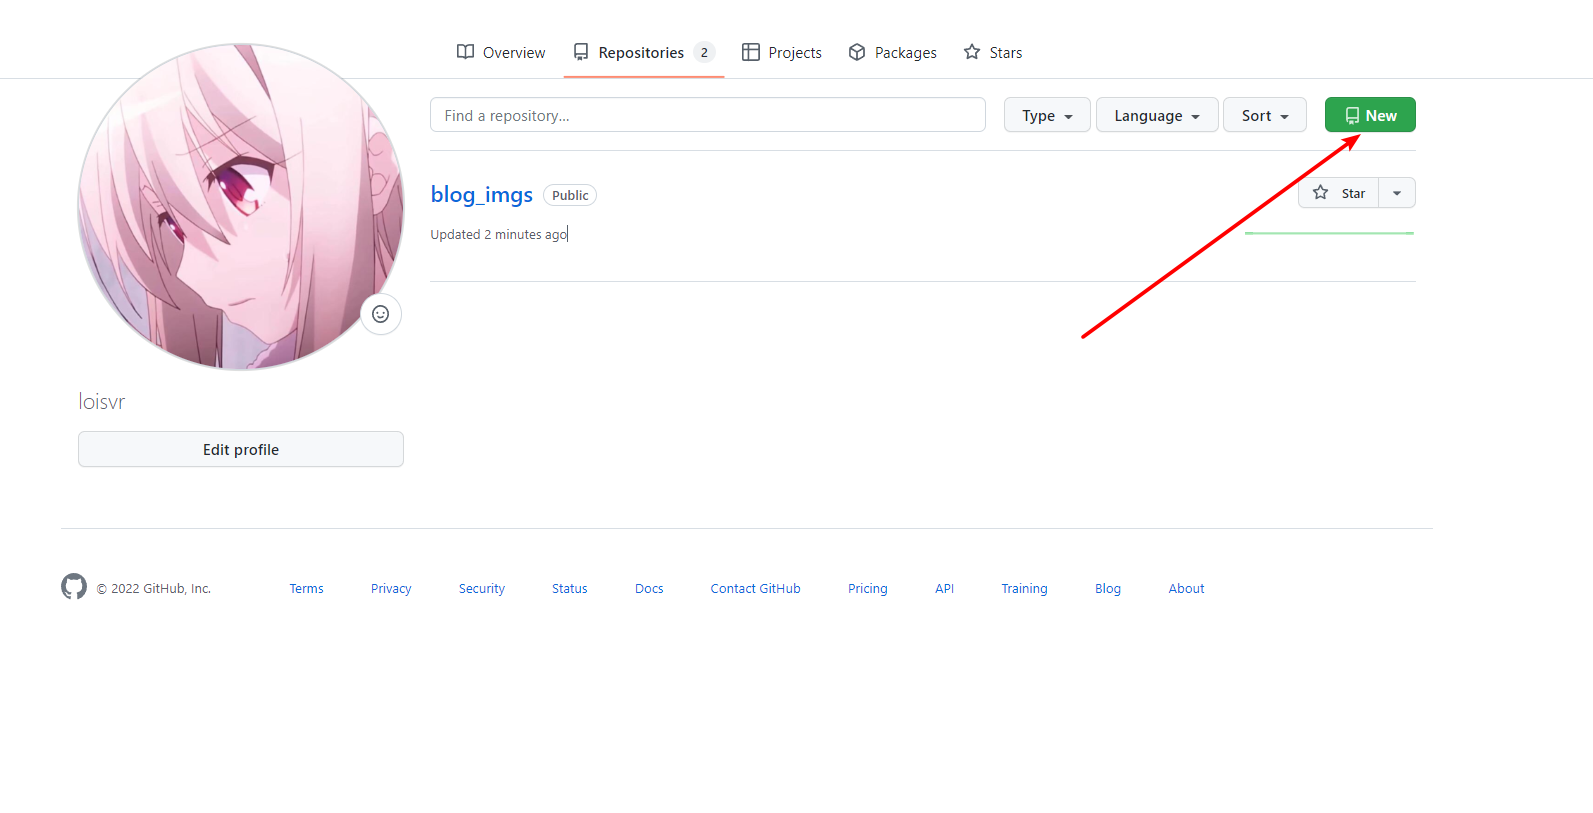 Overview Repositories 2 Projects Packages Stars
Find a repository... Type Language Sort New
blog_imgs Public Star
Updated 2 minutes ago
loisvr
Edit profile
© 2022 GitHub, Inc. Terms Privacy Security Status Docs Contact GitHub Pricing API Training Blog About